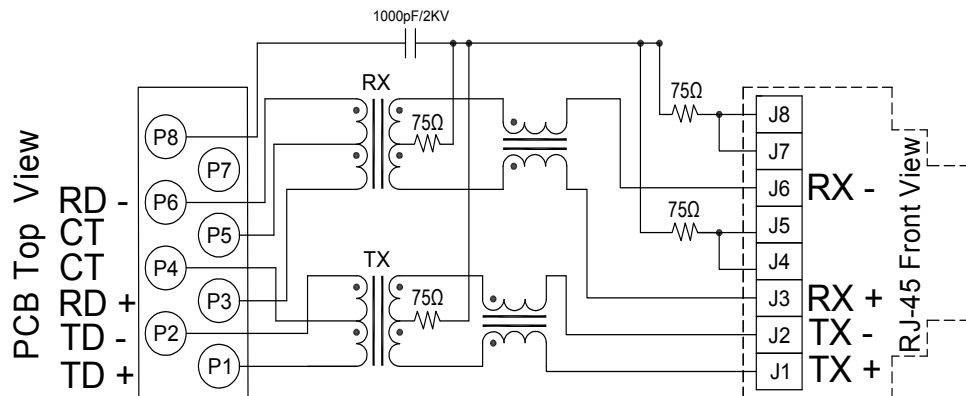 1000pF/2KV
RX
75Ω
75Ω
75Ω
TX
75Ω
PCB Top View
RD -
CT
CT
RD +
TD -
TD +
P8
P7
P6
P5
P4
P3
P2
P1
J8
J7
J6
J5
J4
J3
J2
J1
RX -
RX +
TX -
TX +
RJ-45 Front View